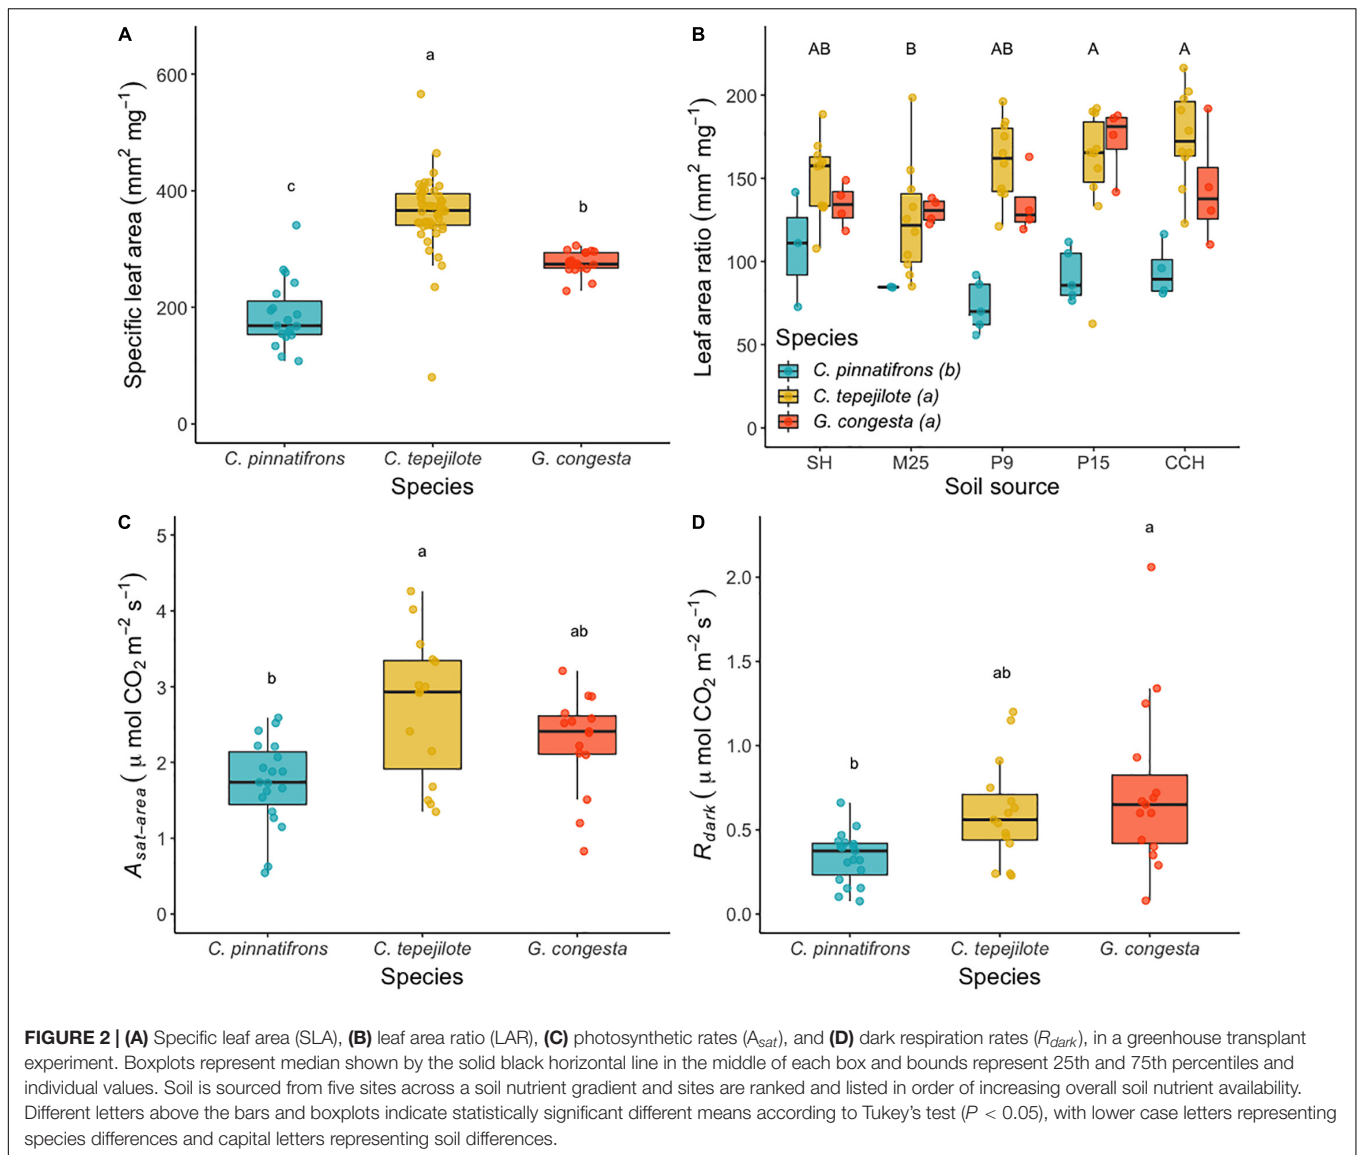 A
a
600
400
200
0
c
b
Specific leaf area (mm² mg⁻¹)
C. pinnatifrons C. tepejilote G. congesta
Species
B
AB B AB A A
200
150
100
50
0
Leaf area ratio (mm² mg⁻¹)
Species
C. pinnatifrons (b)
C. tepejilote (a)
G. congesta (a)
SH M25 P9 P15 CCH
Soil source
C
5
4
3
2
1
0
a
ab
b
A sat−area ( μ mol CO₂ m⁻² s⁻¹)
C. pinnatifrons C. tepejilote G. congesta
Species
D
a
2.0
1.5
1.0
0.5
0.0
ab
b
R dark ( μ mol CO₂ m⁻² s⁻¹)
C. pinnatifrons C. tepejilote G. congesta
Species
FIGURE 2 | (A) Specific leaf area (SLA), (B) leaf area ratio (LAR), (C) photosynthetic rates (Asat), and (D) dark respiration rates (Rdark), in a greenhouse transplant
experiment. Boxplots represent median shown by the solid black horizontal line in the middle of each box and bounds represent 25th and 75th percentiles and
individual values. Soil is sourced from five sites across a soil nutrient gradient and sites are ranked and listed in order of increasing overall soil nutrient availability.
Different letters above the bars and boxplots indicate statistically significant different means according to Tukey's test (P < 0.05), with lower case letters representing
species differences and capital letters representing soil differences.